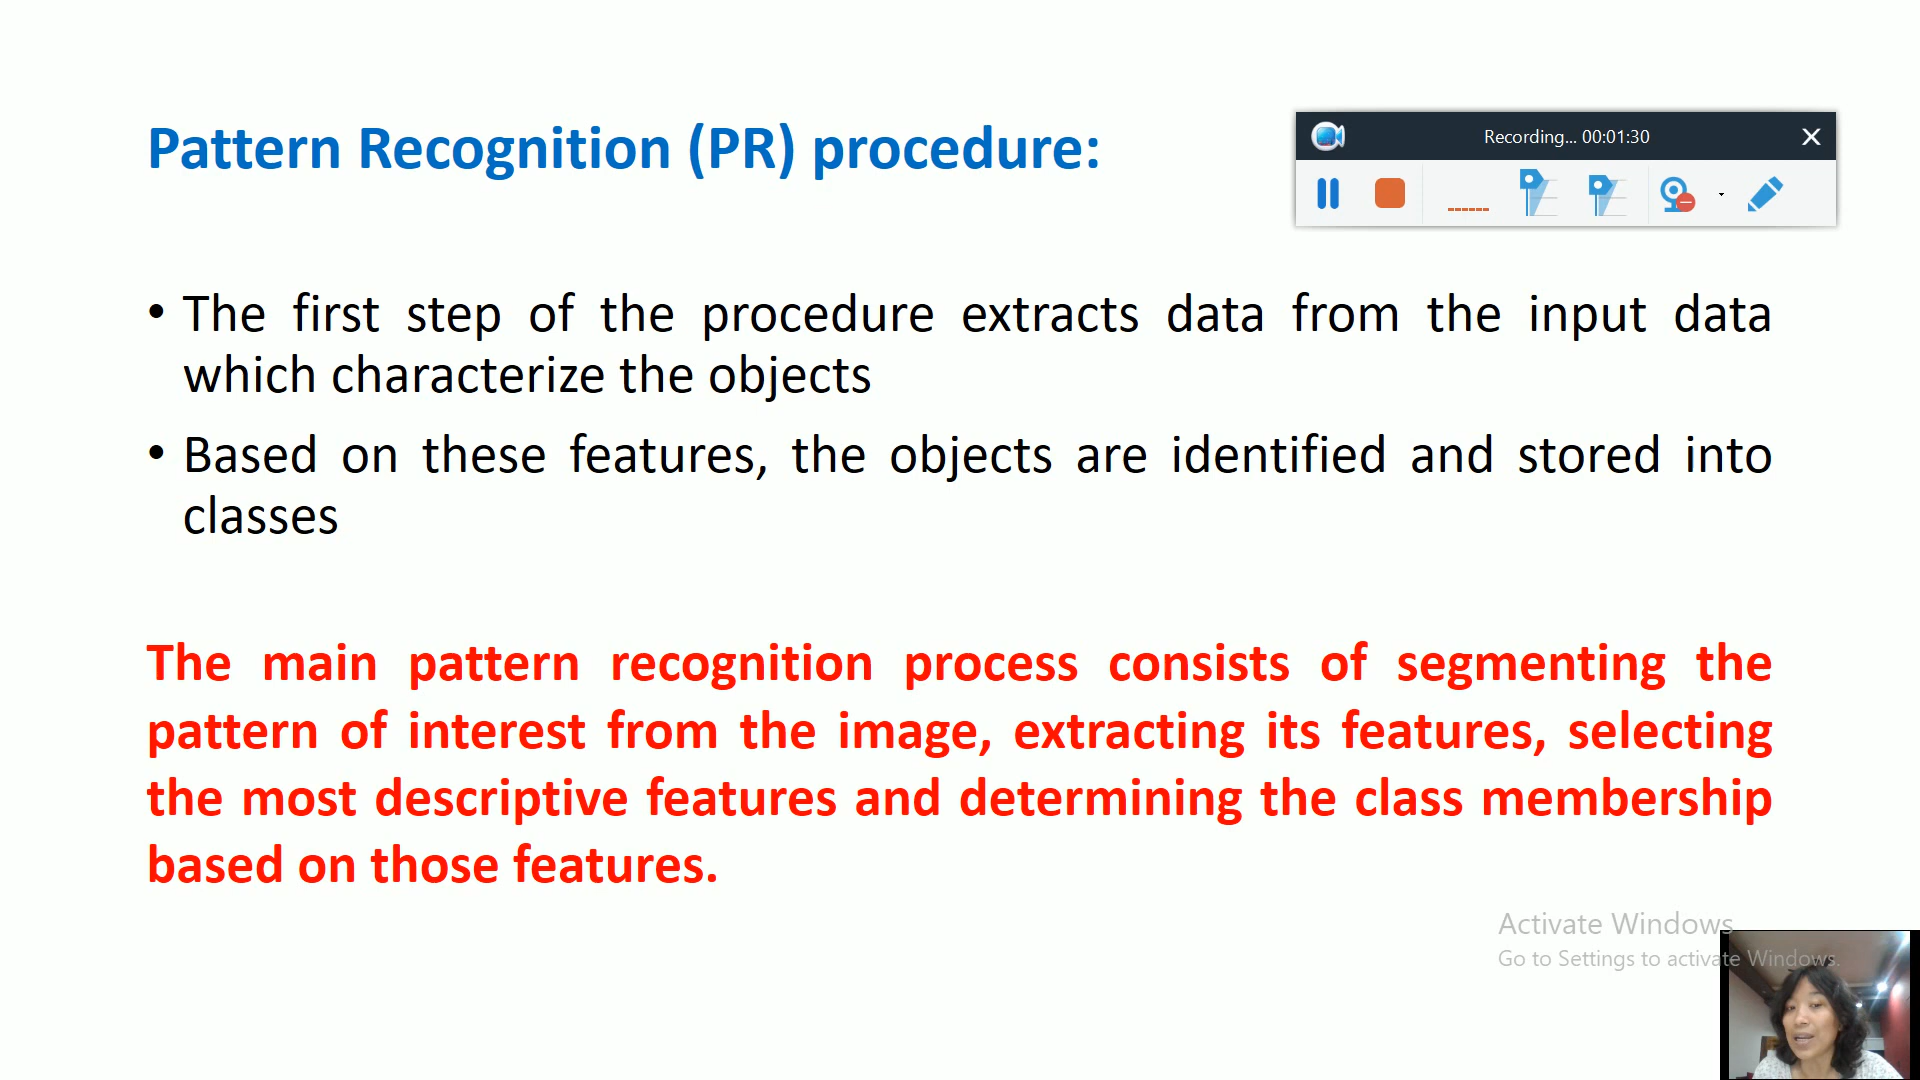 Pattern Recognition (PR) procedure:
Recording... 00:01:30
• The first step of the procedure extracts data from the input data
which characterize the objects
• Based on these features, the objects are identified and stored into
classes
The main pattern recognition process consists of segmenting the
pattern of interest from the image, extracting its features, selecting
the most descriptive features and determining the class membership
based on those features.
Activate Windows
Go to Settings to activate Windows.